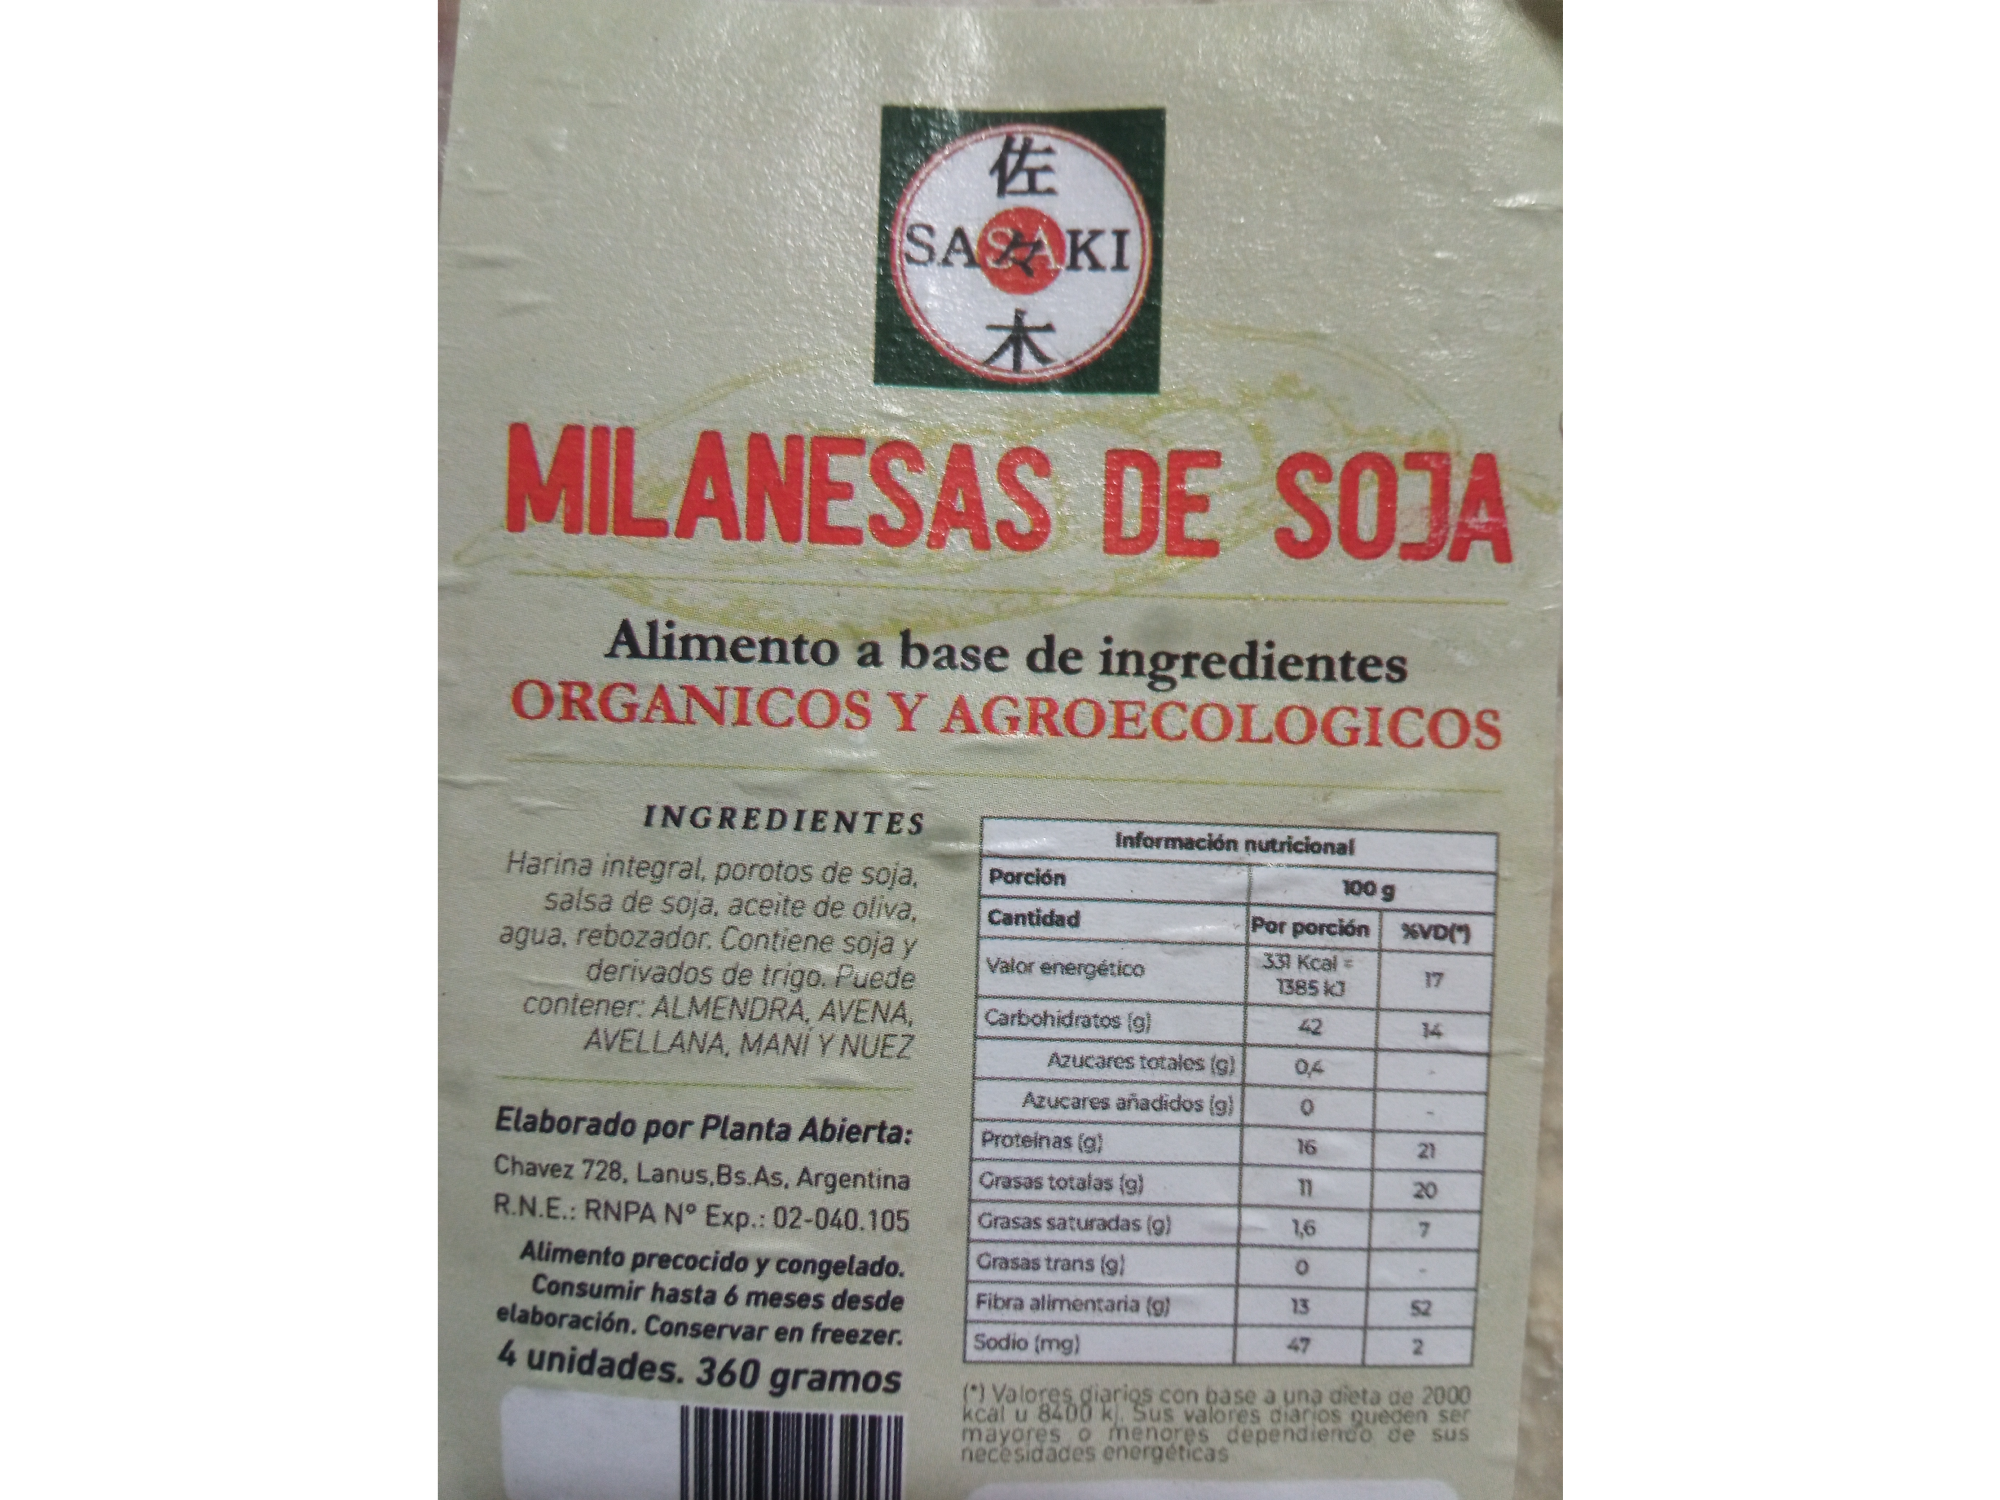 佐
SASAKI
々
木
MILANESAS DE SOJA
Alimento a base de ingredientes
ORGANICOS Y AGROECOLOGICOS
INGREDIENTES
Harina integral, porotos de soja,
salsa de soja, aceite de oliva,
agua, rebozador. Contiene soja y
derivados de trigo. Puede
contener: ALMENDRA, AVENA,
AVELLANA, MANÍ Y NUEZ
Elaborado por Planta Abierta:
Chavez 728, Lanus,Bs.As, Argentina
R.N.E.: RNPA Nº Exp.: 02-040.105
Alimento precocido y congelado.
Consumir hasta 6 meses desde
elaboración. Conservar en freezer.
4 unidades. 360 gramos
Información nutricional
Porción 100 g
Cantidad Por porción %VD(*)
Valor energético 331 Kcal = 1385 kJ 17
Carbohidratos (g) 42 14
Azucares totales (g) 0,4 -
Azucares añadidos (g) 0 -
Proteínas (g) 16 21
Grasas totalas (g) 11 20
Grasas saturadas (g) 1,6 7
Grasas trans (g) 0 -
Fibra alimentaria (g) 13 52
Sodio (mg) 47 2
(*) Valores diarios con base a una dieta de 2000
kcal u 8400 kj. Sus valores diarios pueden ser
mayores o menores dependiendo de sus
necesidades energéticas